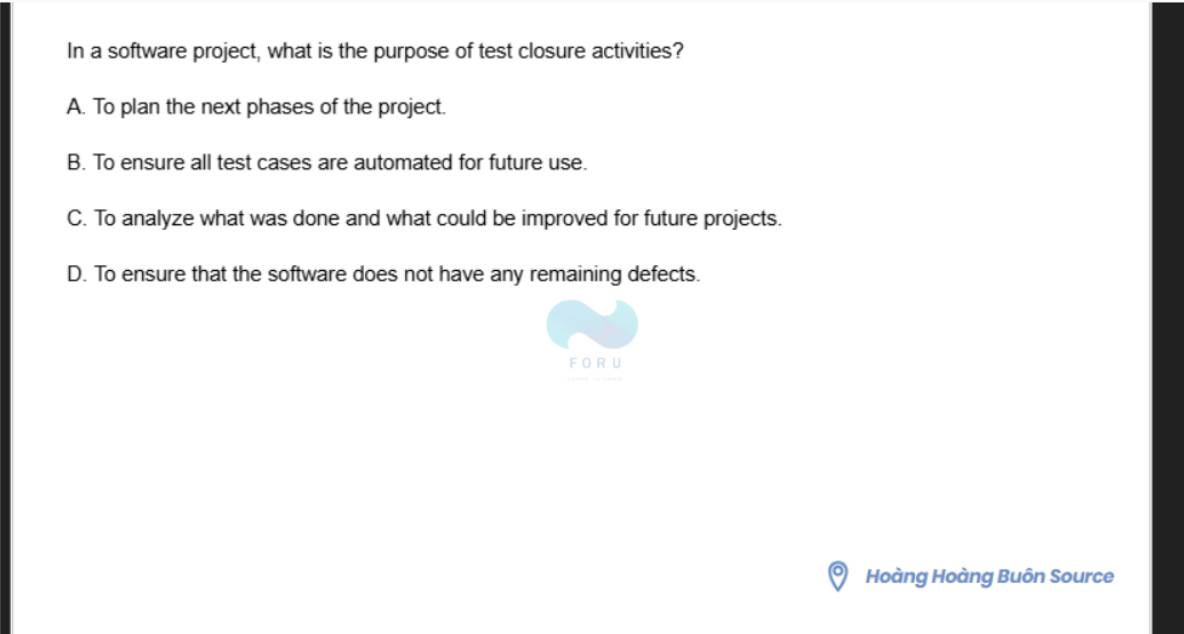 In a software project, what is the purpose of test closure activities?
A. To plan the next phases of the project.
B. To ensure all test cases are automated for future use.
C. To analyze what was done and what could be improved for future projects.
D. To ensure that the software does not have any remaining defects.
FORU
Hoàng Hoàng Buôn Source